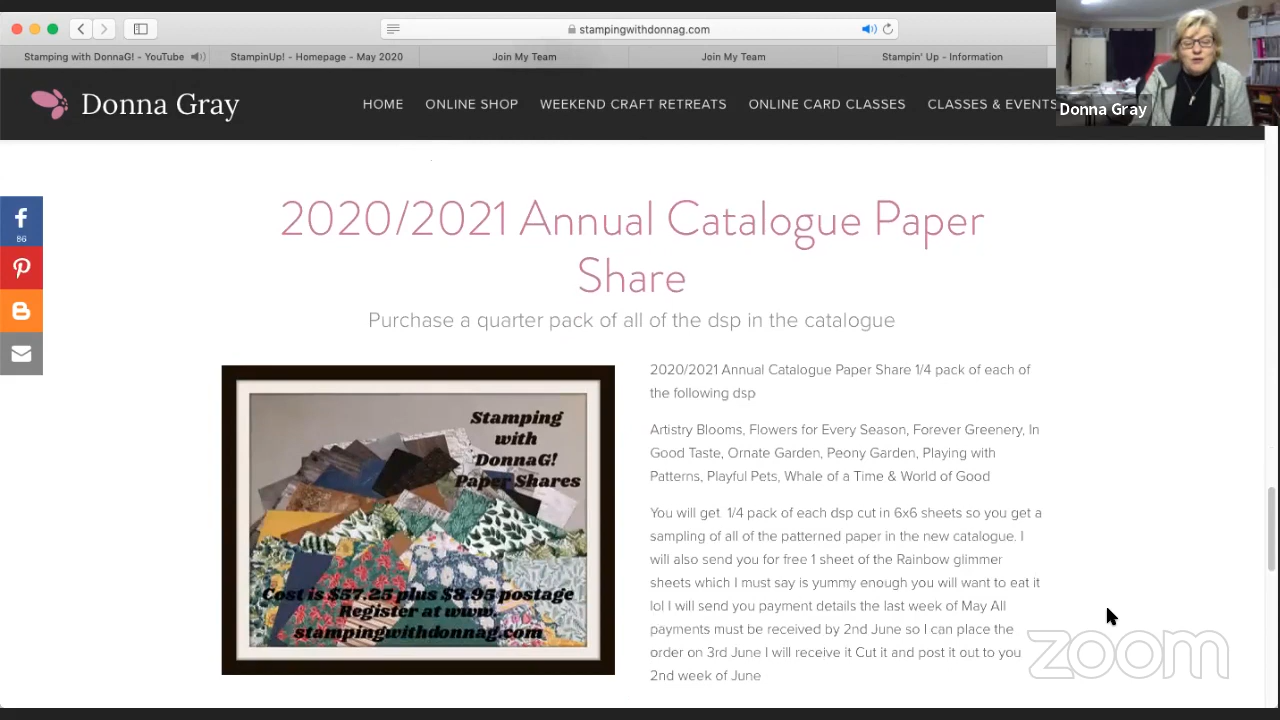 stampingwithdonnag.com
Stamping with DonnaG! - YouTube
StampinUp! - Homepage - May 2020
Join My Team
Join My Team
Stampin' Up - Information
Donna Gray
HOME
ONLINE SHOP
WEEKEND CRAFT RETREATS
ONLINE CARD CLASSES
CLASSES & EVENTS
Donna Gray
86
2020/2021 Annual Catalogue Paper
Share
Purchase a quarter pack of all of the dsp in the catalogue
Stamping
with
DonnaG!
Paper Shares
Cost is $57.25 plus $8.95 postage
Register at www.
stampingwithdonnag.com
2020/2021 Annual Catalogue Paper Share 1/4 pack of each of
the following dsp
Artistry Blooms, Flowers for Every Season, Forever Greenery, In
Good Taste, Ornate Garden, Peony Garden, Playing with
Patterns, Playful Pets, Whale of a Time & World of Good
You will get 1/4 pack of each dsp cut in 6x6 sheets so you get a
sampling of all of the patterned paper in the new catalogue. I
will also send you for free 1 sheet of the Rainbow glimmer
sheets which I must say is yummy enough you will want to eat it
lol I will send you payment details the last week of May All
payments must be received by 2nd June so I can place the
order on 3rd June I will receive it Cut it and post it out to you
2nd week of June
zoom